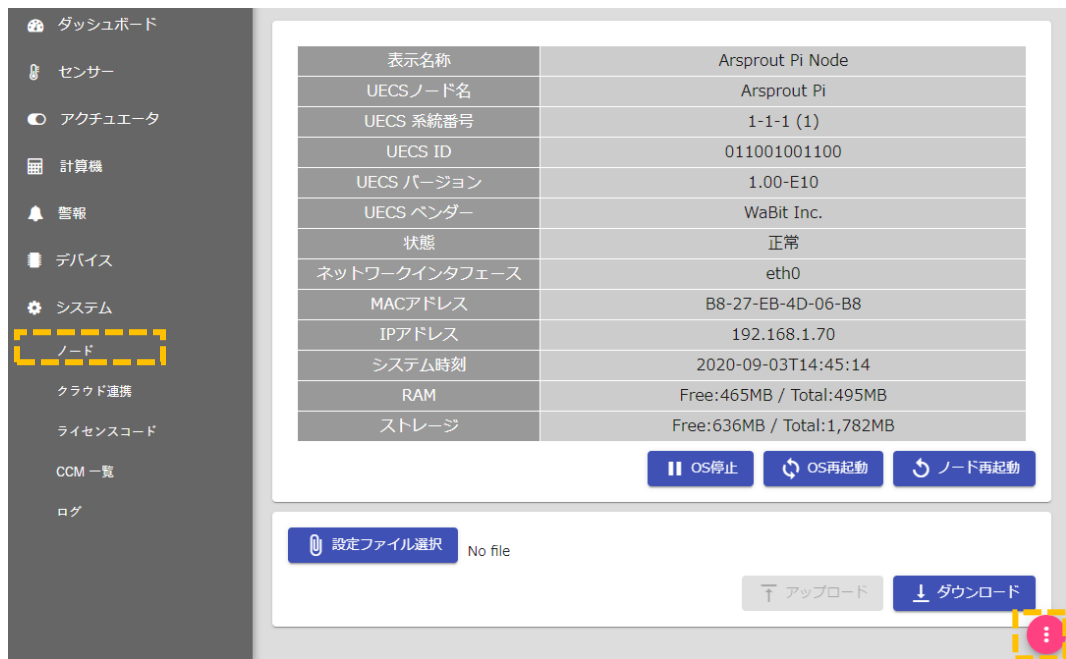 ダッシュボード
センサー
アクチュエータ
計算機
警報
デバイス
システム
ノード
クラウド連携
ライセンスコード
CCM 一覧
ログ
表示名称 Arsprout Pi Node
UECSノード名 Arsprout Pi
UECS 系統番号 1-1-1 (1)
UECS ID 011001001100
UECS バージョン 1.00-E10
UECS ベンダー WaBit Inc.
状態 正常
ネットワークインタフェース eth0
MACアドレス B8-27-EB-4D-06-B8
IPアドレス 192.168.1.70
システム時刻 2020-09-03T14:45:14
RAM Free:465MB / Total:495MB
ストレージ Free:636MB / Total:1,782MB
OS停止 OS再起動 ノード再起動
設定ファイル選択 No file
アップロード ダウンロード